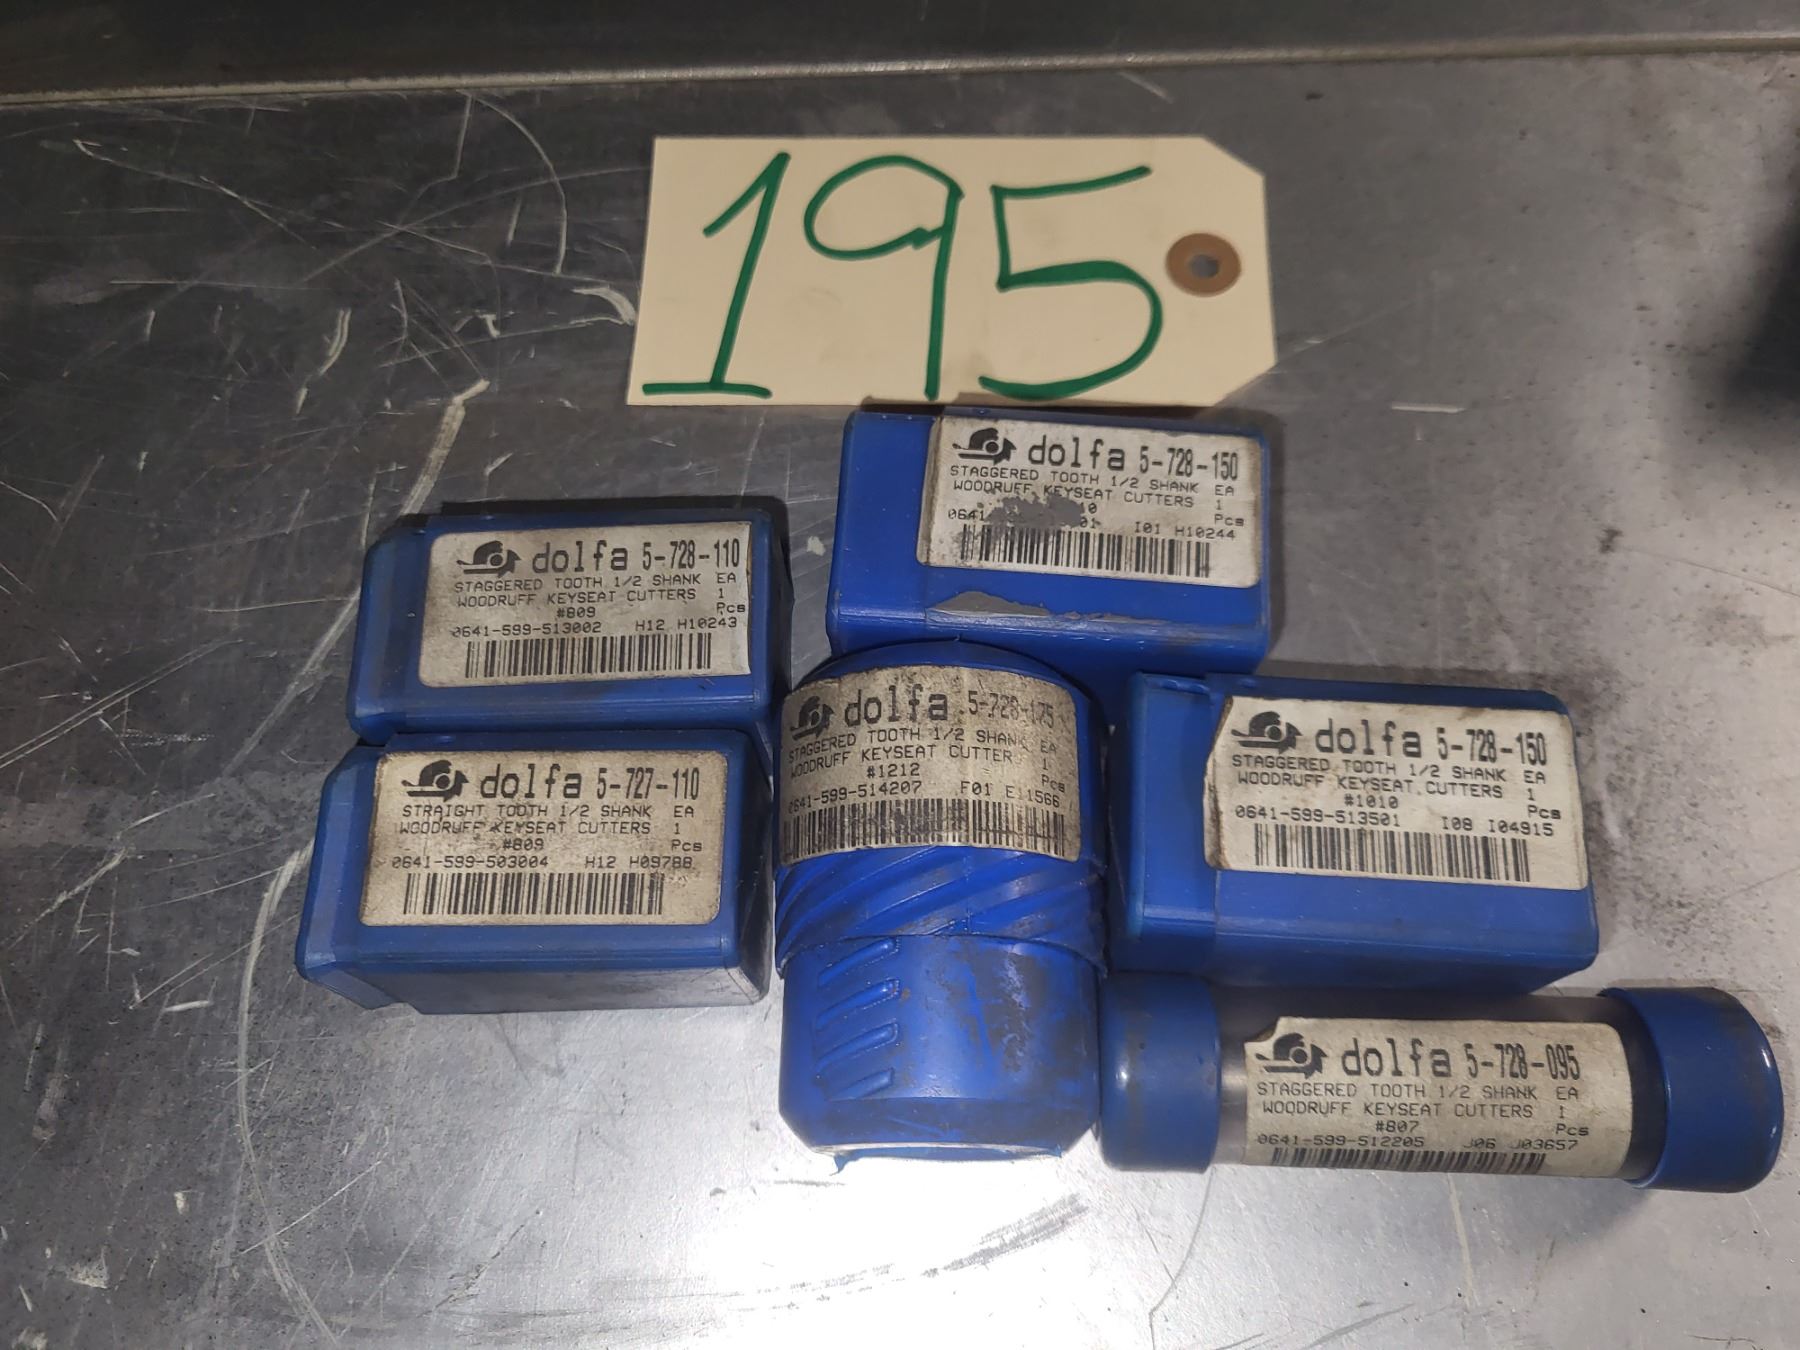 195
dolfa 5-728-150
STAGGERED TOOTH 1/2 SHANK EA
WOODRUFF KEYSEAT CUTTERS 1
10 Pcs
0641- 01 I01 H10244
dolfa 5-728-110
STAGGERED TOOTH 1/2 SHANK EA
WOODRUFF KEYSEAT CUTTERS 1
#809 Pcs
0641-599-513002 H12 H10243
dolfa 5-728-175
STAGGERED TOOTH 1/2 SHANK EA
WOODRUFF KEYSEAT CUTTER 1
#1212 Pcs
0641-599-514207 F01 E11566
dolfa 5-728-150
STAGGERED TOOTH 1/2 SHANK EA
WOODRUFF KEYSEAT CUTTERS 1
#1010 Pcs
0641-599-513501 I08 I04915
dolfa 5-727-110
STRAIGHT TOOTH 1/2 SHANK EA
WOODRUFF KEYSEAT CUTTERS 1
#809 Pcs
0641-599-503004 H12 H09788
dolfa 5-728-095
STAGGERED TOOTH 1/2 SHANK EA
WOODRUFF KEYSEAT CUTTERS 1
#807 Pcs
0641-599-512205 J06 J03657